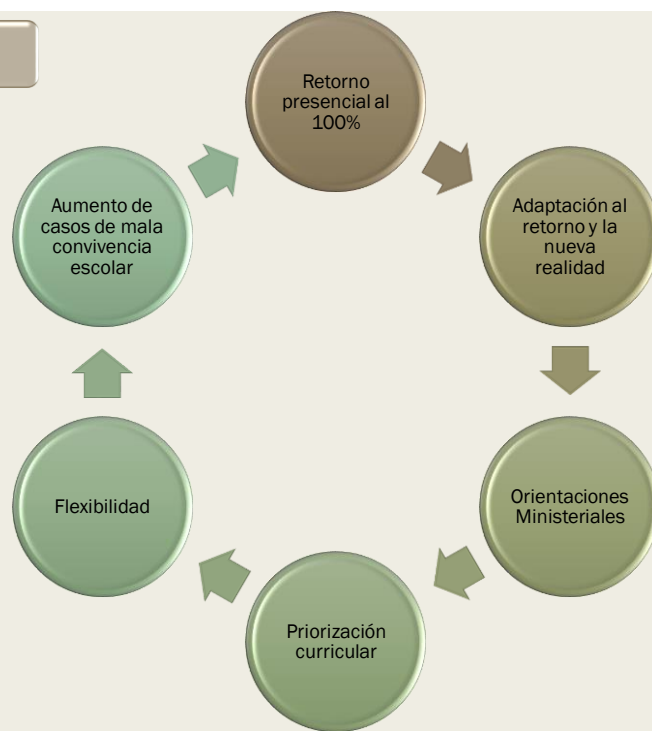 Retorno
presencial al
100%
Adaptación al
retorno y la
nueva
realidad
Orientaciones
Ministeriales
Priorización
curricular
Flexibilidad
Aumento de
casos de mala
convivencia
escolar